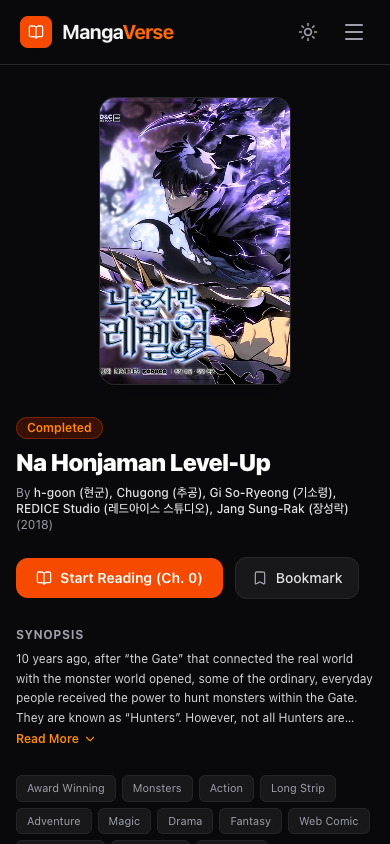 MangaVerse
D&C
나 혼자만
레벨업
Completed
Na Honjaman Level-Up
By h-goon (현군), Chugong (추공), Gi So-Ryeong (기소령),
REDICE Studio (레드아이스 스튜디오), Jang Sung-Rak (장성락)
(2018)
Start Reading (Ch. 0)
Bookmark
SYNOPSIS
10 years ago, after “the Gate” that connected the real world
with the monster world opened, some of the ordinary, everyday
people received the power to hunt monsters within the Gate.
They are known as “Hunters”. However, not all Hunters are...
Read More
Award Winning
Monsters
Action
Long Strip
Adventure
Magic
Drama
Fantasy
Web Comic